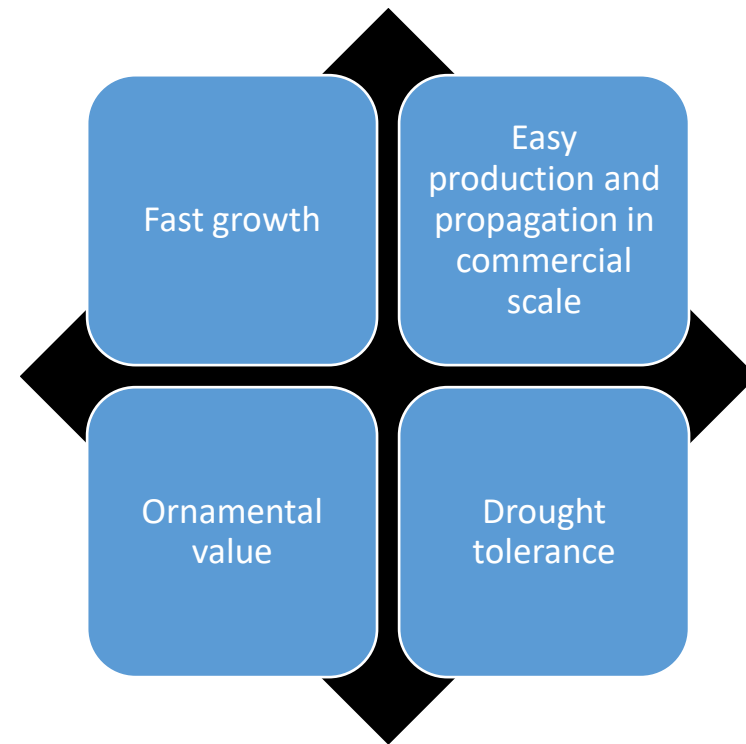 Fast growth
Easy
production and
propagation in
commercial
scale
Ornamental
value
Drought
tolerance